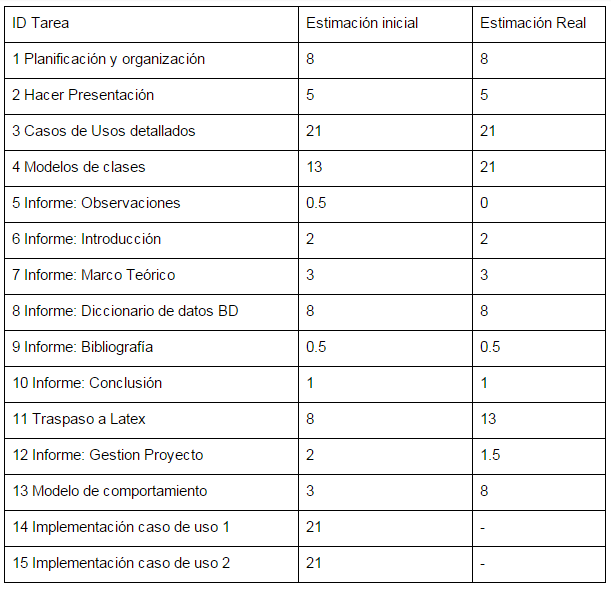 ID Tarea Estimación inicial Estimación Real
1 Planificación y organización 8 8
2 Hacer Presentación 5 5
3 Casos de Usos detallados 21 21
4 Modelos de clases 13 21
5 Informe: Observaciones 0.5 0
6 Informe: Introducción 2 2
7 Informe: Marco Teórico 3 3
8 Informe: Diccionario de datos BD 8 8
9 Informe: Bibliografía 0.5 0.5
10 Informe: Conclusión 1 1
11 Traspaso a Latex 8 13
12 Informe: Gestion Proyecto 2 1.5
13 Modelo de comportamiento 3 8
14 Implementación caso de uso 1 21 -
15 Implementación caso de uso 2 21 -